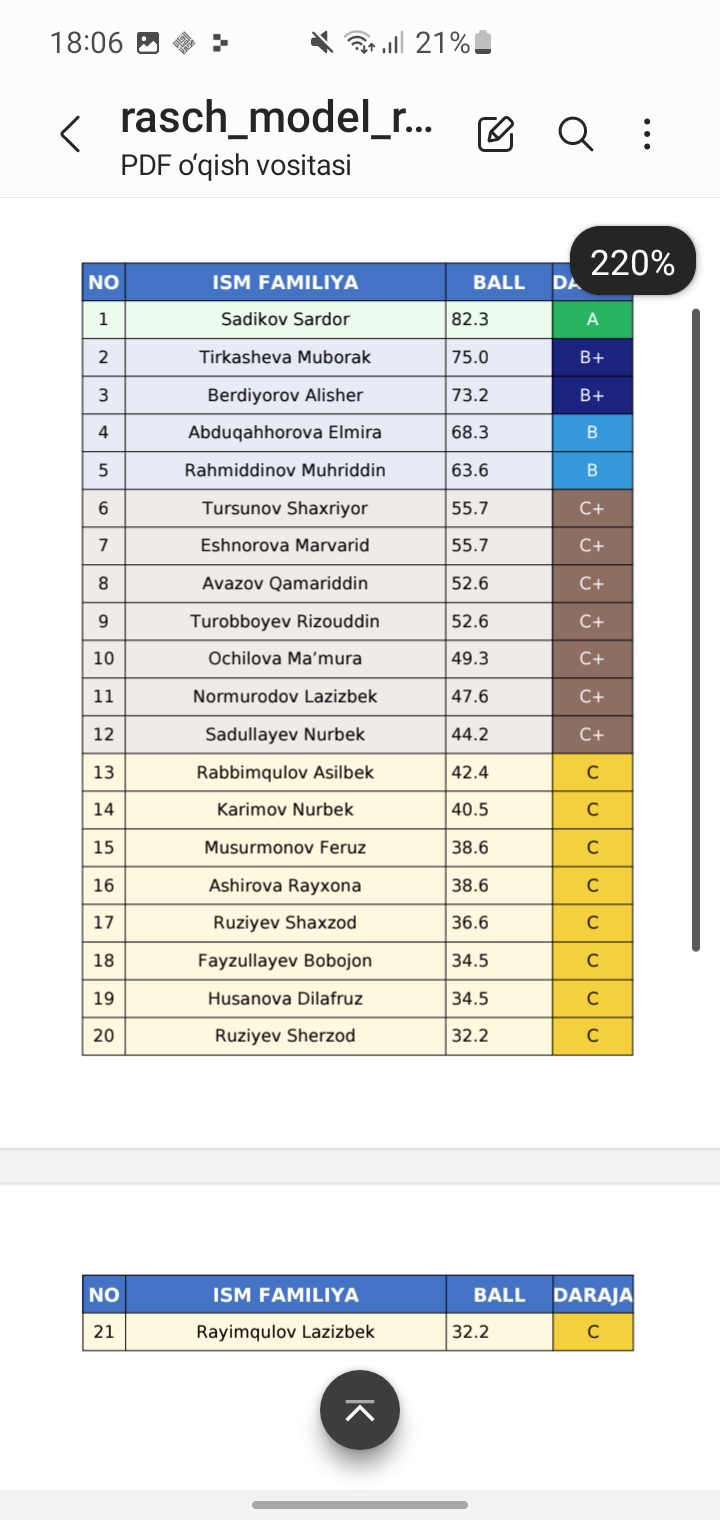 18:06 21%
rasch_model_r...
PDF oʻqish vositasi
220%
NO ISM FAMILIYA BALL
1 Sadikov Sardor 82.3 A
2 Tirkasheva Muborak 75.0 B+
3 Berdiyorov Alisher 73.2 B+
4 Abduqahhorova Elmira 68.3 B
5 Rahmiddinov Muhriddin 63.6 B
6 Tursunov Shaxriyor 55.7 C+
7 Eshnorova Marvarid 55.7 C+
8 Avazov Qamariddin 52.6 C+
9 Turobboyev Rizouddin 52.6 C+
10 Ochilova Ma’mura 49.3 C+
11 Normurodov Lazizbek 47.6 C+
12 Sadullayev Nurbek 44.2 C+
13 Rabbimqulov Asilbek 42.4 C
14 Karimov Nurbek 40.5 C
15 Musurmonov Feruz 38.6 C
16 Ashirova Rayxona 38.6 C
17 Ruziyev Shaxzod 36.6 C
18 Fayzullayev Bobojon 34.5 C
19 Husanova Dilafruz 34.5 C
20 Ruziyev Sherzod 32.2 C
NO ISM FAMILIYA BALL DARAJA
21 Rayimqulov Lazizbek 32.2 C